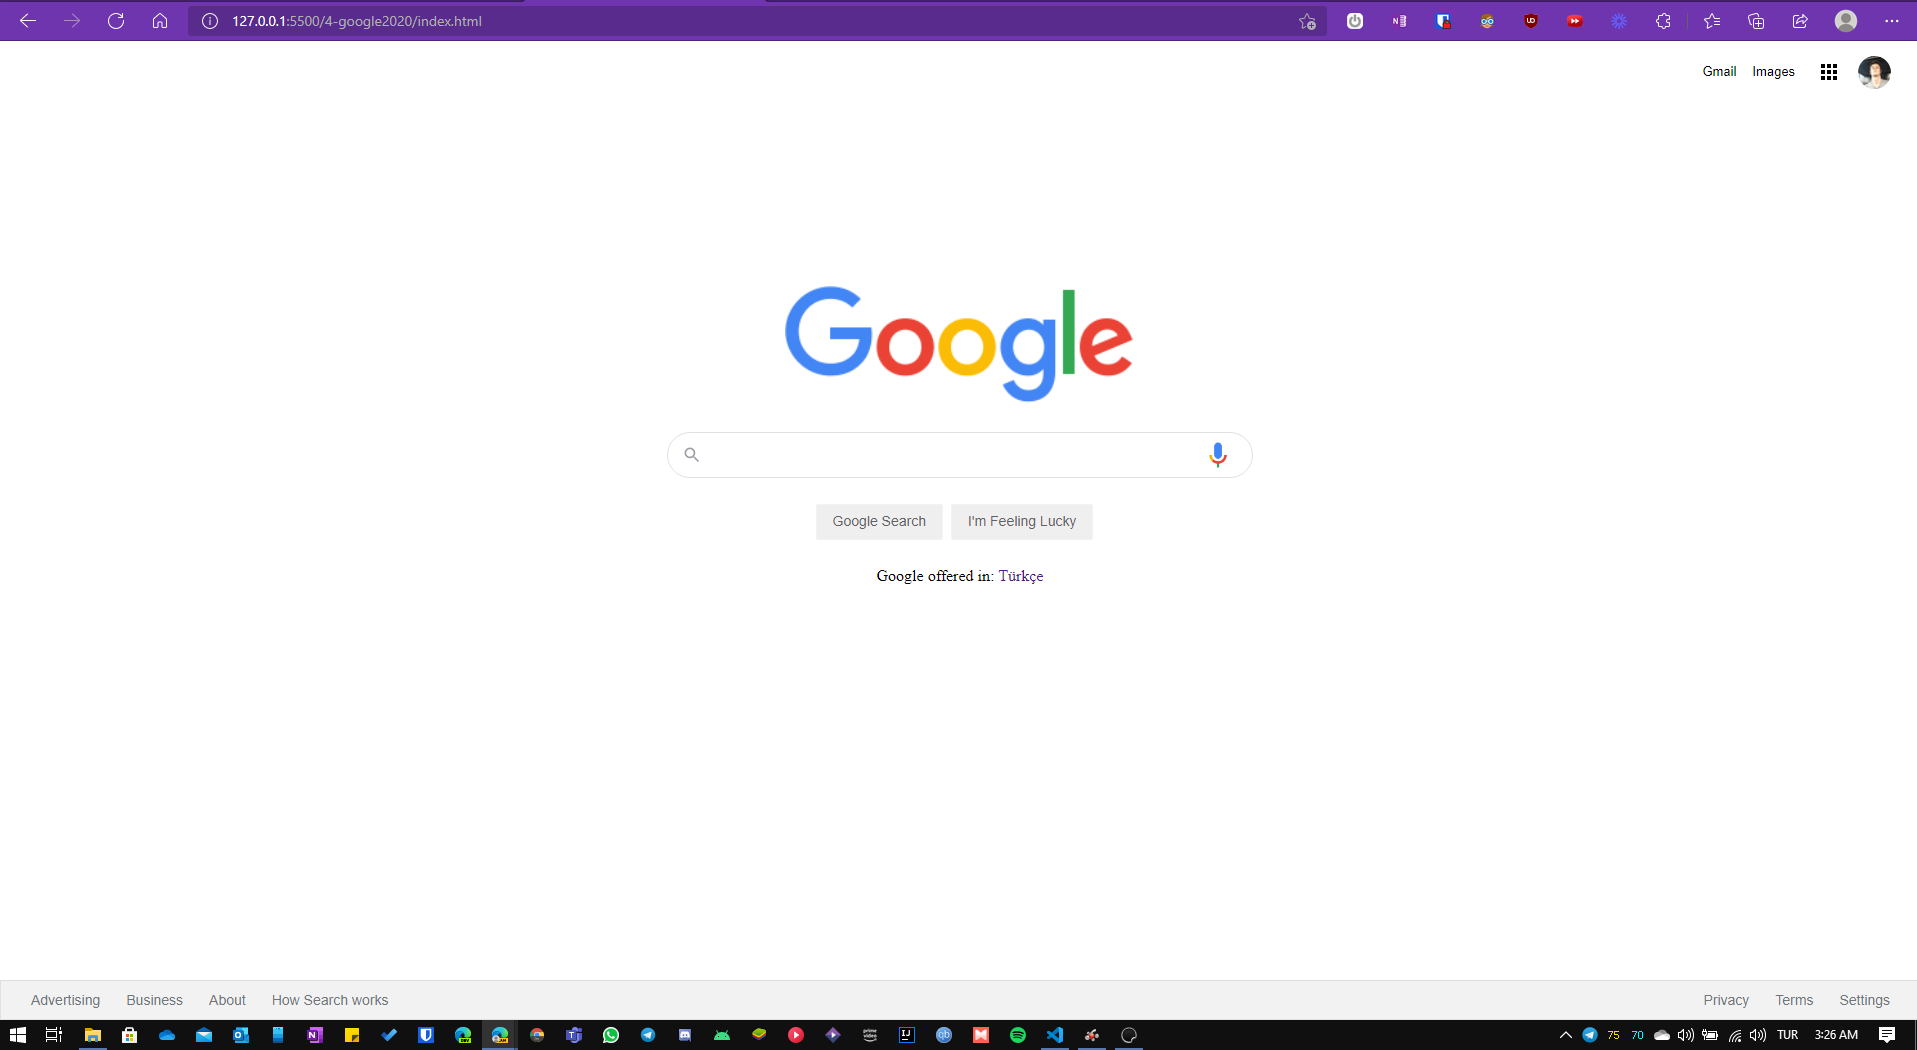 127.0.0.1:5500/4-google2020/index.html
Gmail Images
Google
Google Search I'm Feeling Lucky
Google offered in: Türkçe
Advertising Business About How Search works Privacy Terms Settings
75 70 TUR 3:26 AM